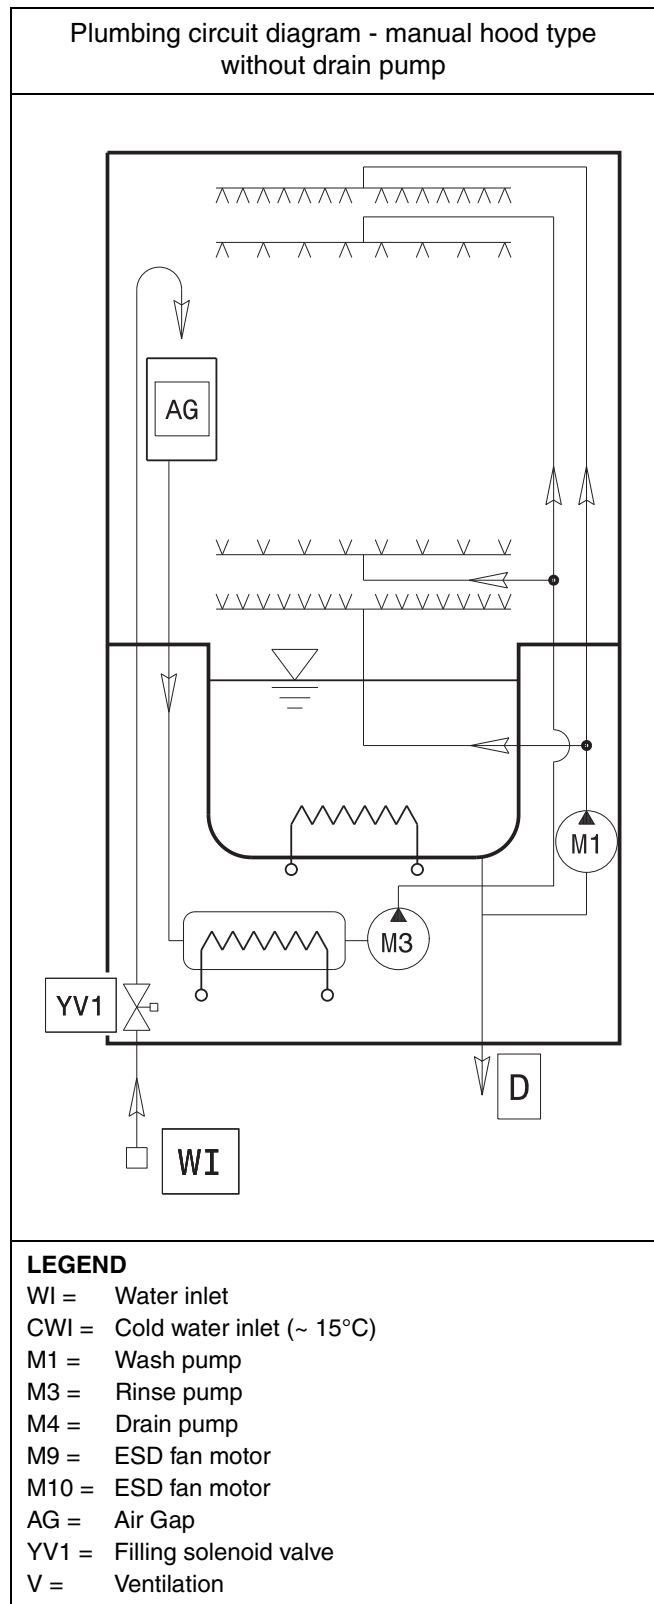 Plumbing circuit diagram - manual hood type
without drain pump
AG
M1
M3
YV1
D
WI
LEGEND
WI = Water inlet
CWI = Cold water inlet (~ 15°C)
M1 = Wash pump
M3 = Rinse pump
M4 = Drain pump
M9 = ESD fan motor
M10 = ESD fan motor
AG = Air Gap
YV1 = Filling solenoid valve
V = Ventilation